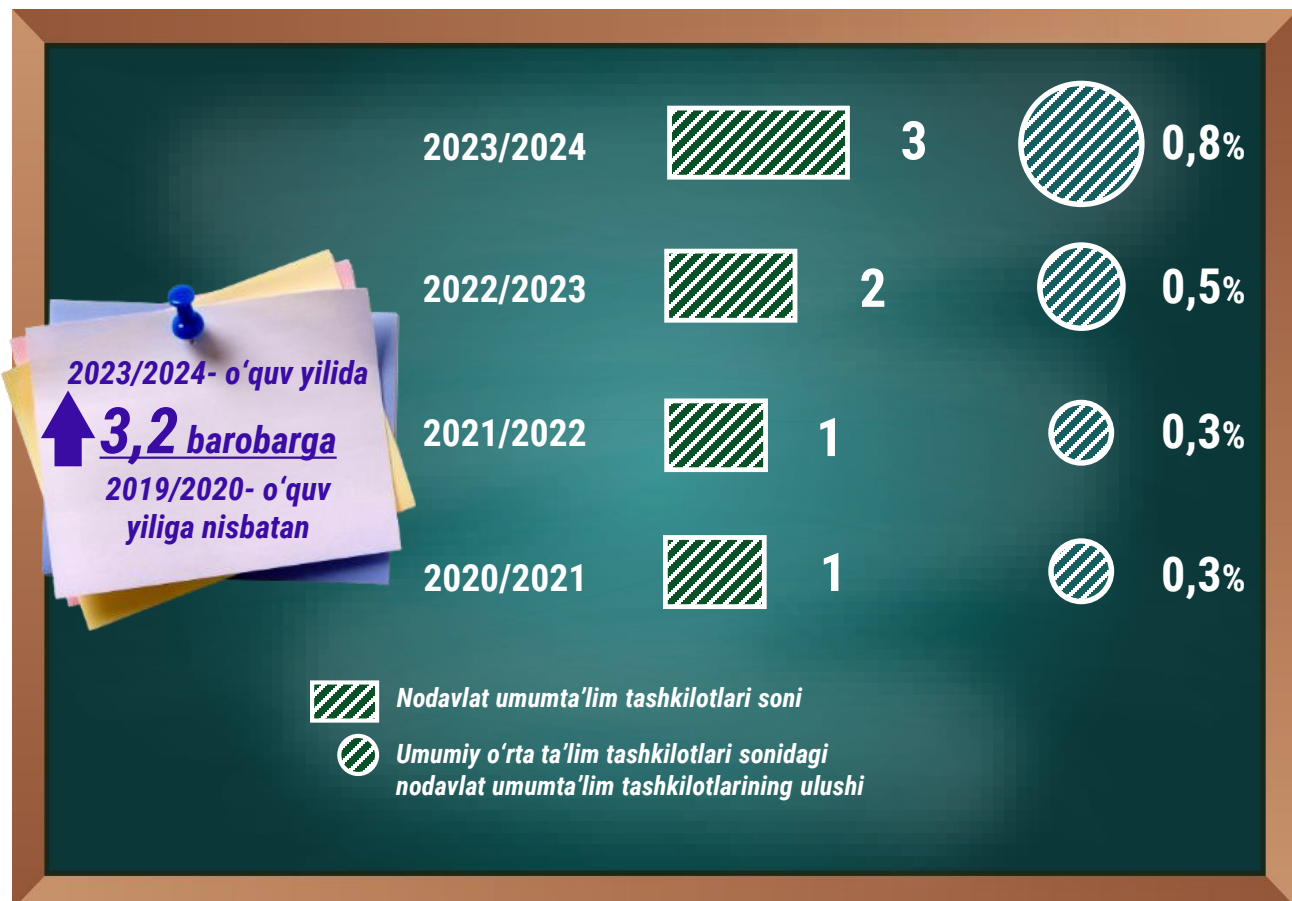 2023/2024 3 0,8%
2022/2023 2 0,5%
2021/2022 1 0,3%
2020/2021 1 0,3%
2023/2024- o‘quv yilida
3,2 barobarga
2019/2020- o‘quv
yiliga nisbatan
Nodavlat umumta’lim tashkilotlari soni
Umumiy o‘rta ta’lim tashkilotlari sonidagi
nodavlat umumta’lim tashkilotlarining ulushi